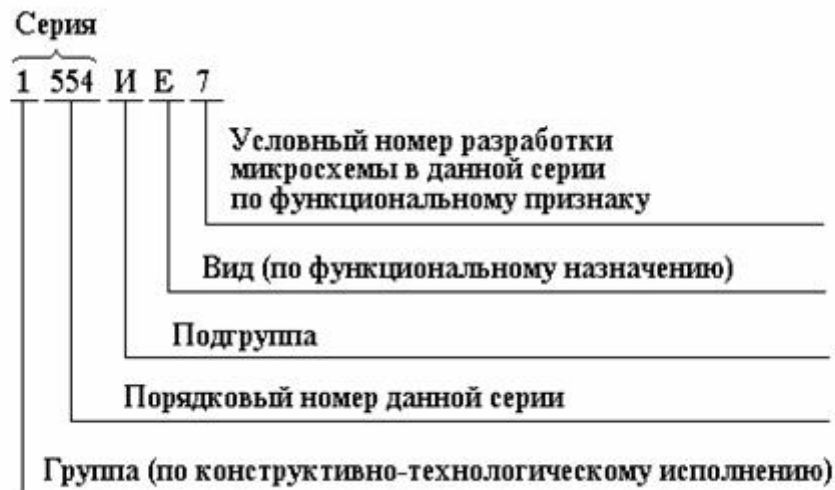 Серия
1 554 И Е 7
Условный номер разработки
микросхемы в данной серии
по функциональному признаку
Вид (по функциональному назначению)
Подгруппа
Порядковый номер данной серии
Группа (по конструктивно-технологическому исполнению)